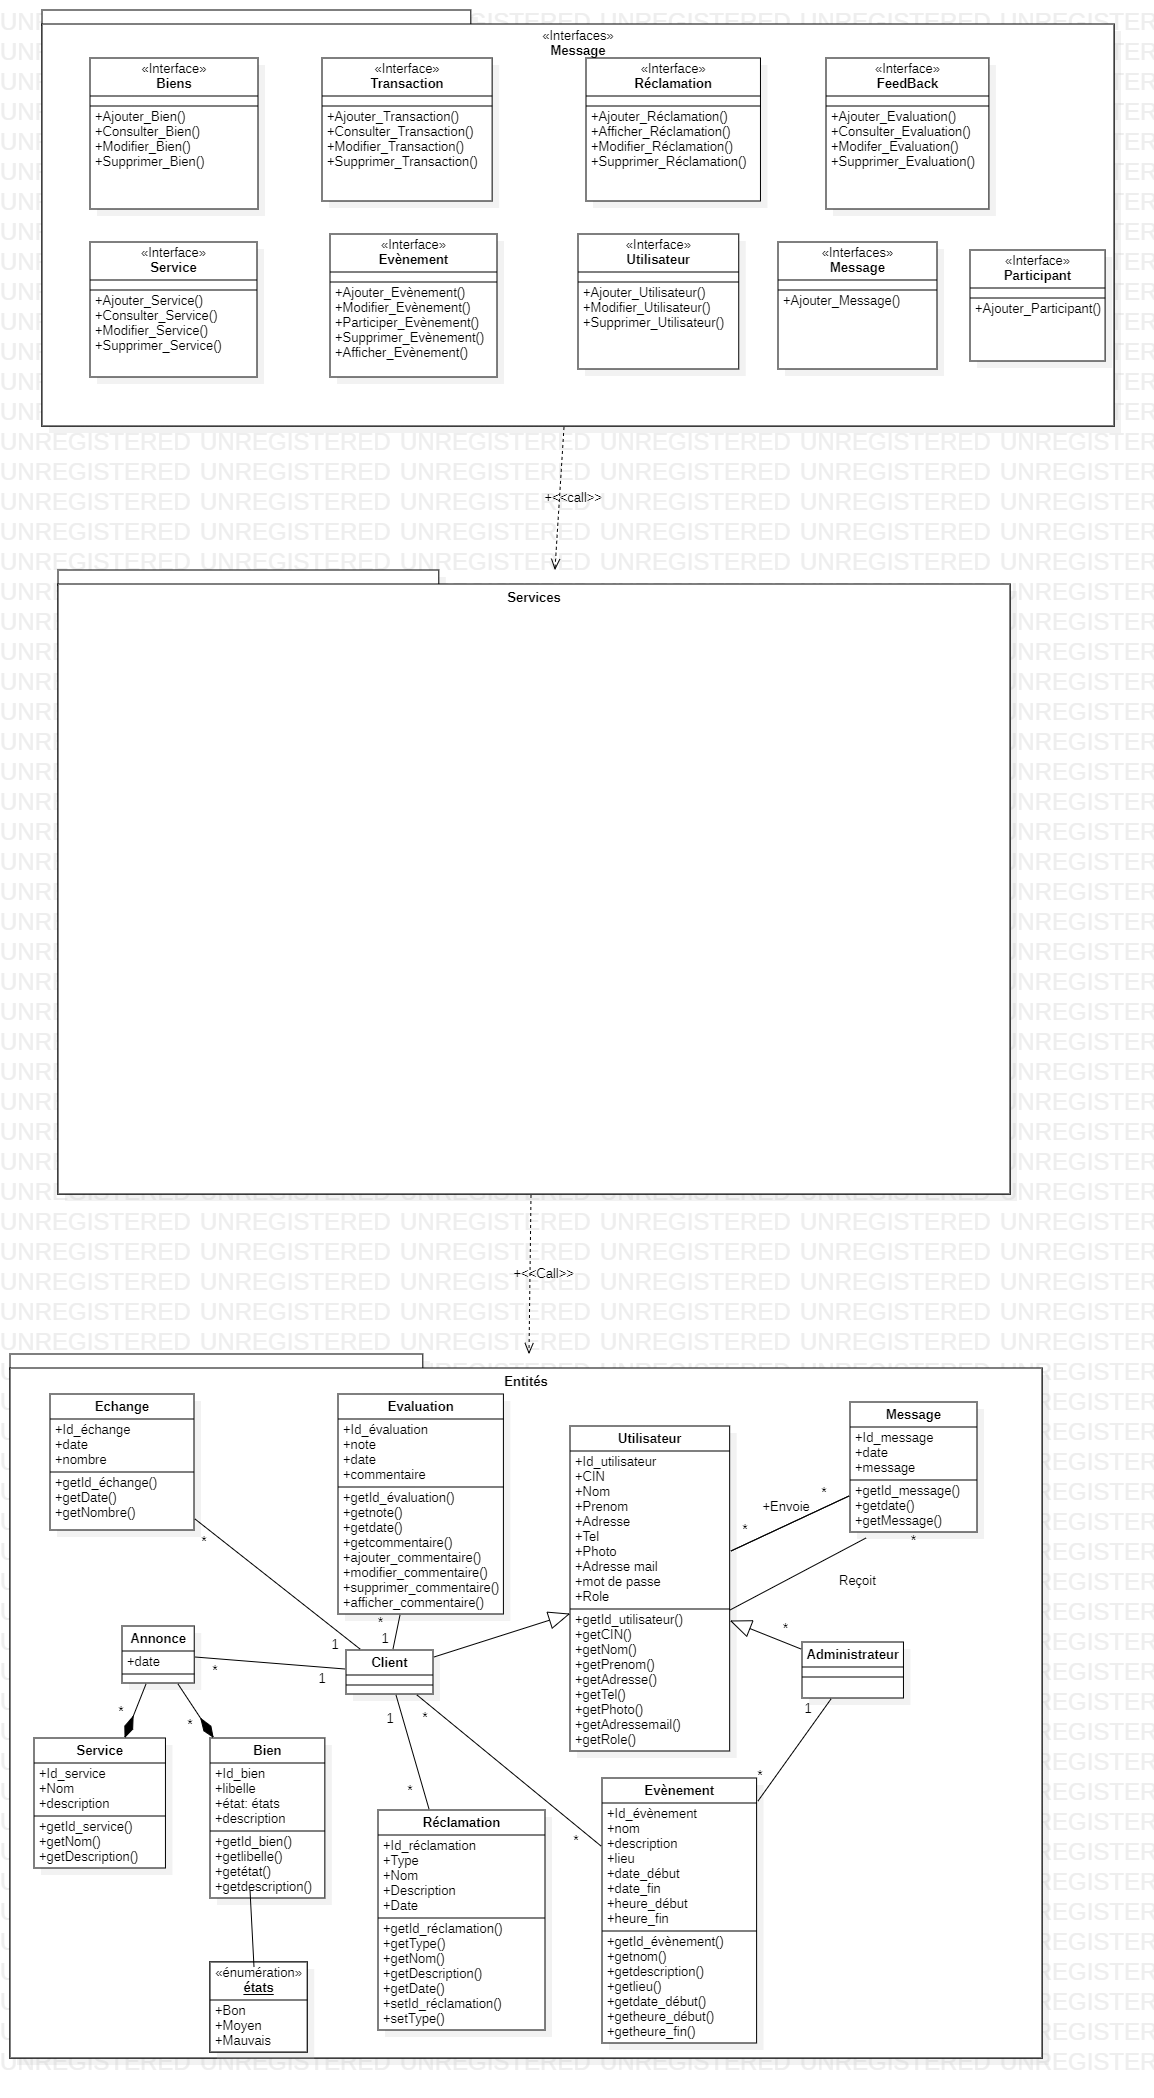 «Interfaces»
Message
«Interface»
Biens
+Ajouter_Bien()
+Consulter_Bien()
+Modifier_Bien()
+Supprimer_Bien()
«Interface»
Transaction
+Ajouter_Transaction()
+Consulter_Transaction()
+Modifier_Transaction()
+Supprimer_Transaction()
«Interface»
Réclamation
+Ajouter_Réclamation()
+Afficher_Réclamation()
+Modifier_Réclamation()
+Supprimer_Réclamation()
«Interface»
FeedBack
+Ajouter_Evaluation()
+Consulter_Evaluation()
+Modifer_Evaluation()
+Supprimer_Evaluation()
«Interface»
Service
+Ajouter_Service()
+Consulter_Service()
+Modifier_Service()
+Supprimer_Service()
«Interface»
Evènement
+Ajouter_Evènement()
+Modifier_Evènement()
+Participer_Evènement()
+Supprimer_Evènement()
+Afficher_Evènement()
«Interface»
Utilisateur
+Ajouter_Utilisateur()
+Modifier_Utilisateur()
+Supprimer_Utilisateur()
«Interfaces»
Message
+Ajouter_Message()
«Interface»
Participant
+Ajouter_Participant()
UNREGISTERED UNREGISTERED UNREGISTERED UNREGISTERED UNREGISTERED
+<<call>>
Services
+<<Call>>
Entités
Echange
+Id_échange
+date
+nombre
+getId_échange()
+getDate()
+getNombre()
*
Evaluation
+Id_évaluation
+note
+date
+commentaire
+getId_évaluation()
+getnote()
+getdate()
+getcommentaire()
+ajouter_commentaire()
+modifier_commentaire()
+supprimer_commentaire()
+afficher_commentaire()
*
1
1
Utilisateur
+Id_utilisateur
+CIN
+Nom
+Prenom
+Adresse
+Tel
+Photo
+Adresse mail
+mot de passe
+Role
+getId_utilisateur()
+getCIN()
+getNom()
+getPrenom()
+getAdresse()
+getTel()
+getPhoto()
+getAdressemail()
+getRole()
Message
+Id_message
+date
+message
+getId_message()
+getdate()
+getMessage()
*
+Envoie
*
*
Reçoit
*
Administrateur
1
Annonce
+date
*
1
Client
1
*
*
*
Service
+Id_service
+Nom
+description
+getId_service()
+getNom()
+getDescription()
Bien
+Id_bien
+libelle
+état: états
+description
+getId_bien()
+getlibelle()
+getétat()
+getdescription()
«énumération»
états
+Bon
+Moyen
+Mauvais
*
Réclamation
+Id_réclamation
+Type
+Nom
+Description
+Date
+getId_réclamation()
+getType()
+getNom()
+getDescription()
+getDate()
+setId_réclamation()
+setType()
*
*
Evènement
+Id_évènement
+nom
+description
+lieu
+date_début
+date_fin
+heure_début
+heure_fin
+getId_évènement()
+getnom()
+getdescription()
+getlieu()
+getdate_début()
+getheure_début()
+getheure_fin()